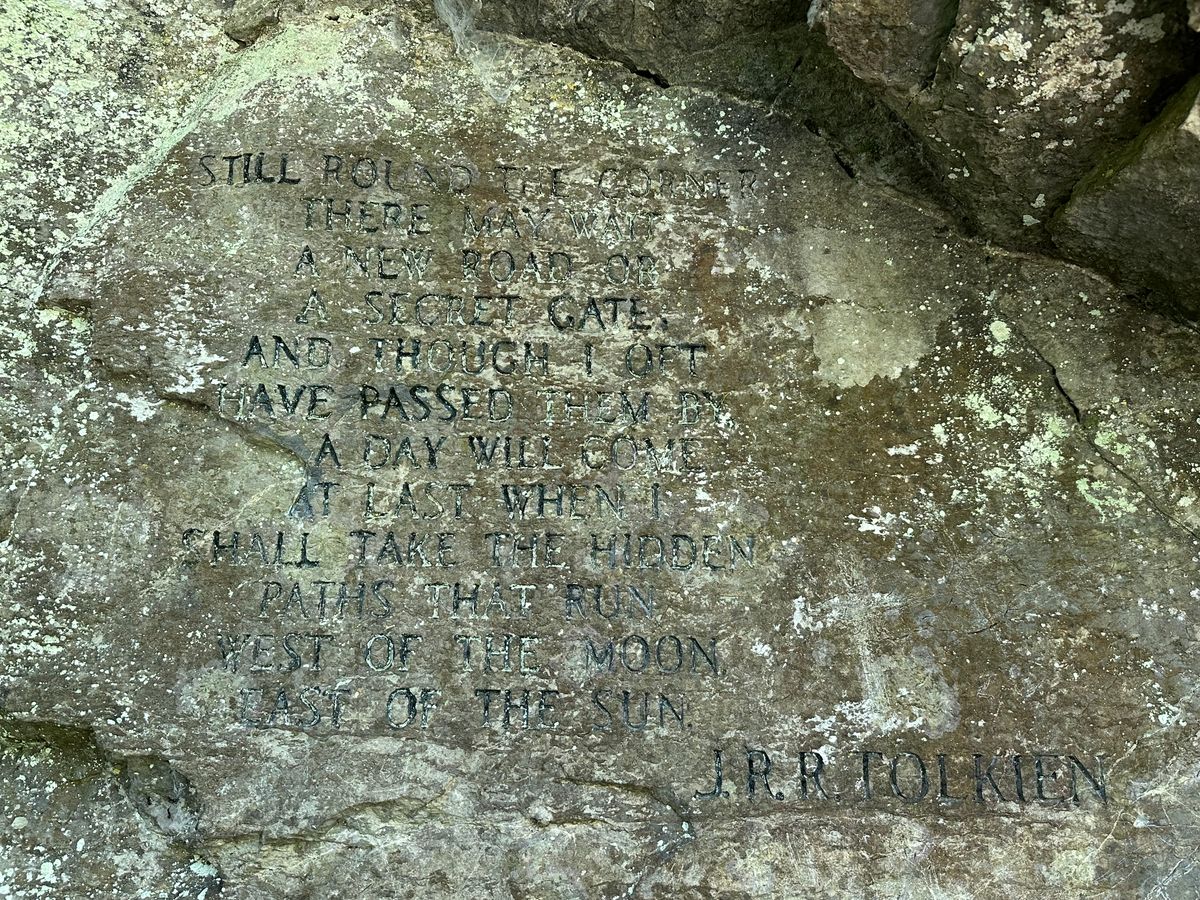 STILL ROUND THE CORNER
THERE MAY WAIT
A NEW ROAD OR
A SECRET GATE,
AND THOUGH I OFT
HAVE PASSED THEM BY,
A DAY WILL COME
AT LAST WHEN I
SHALL TAKE THE HIDDEN
PATHS THAT RUN
WEST OF THE MOON
EAST OF THE SUN.
J.R.R. TOLKIEN